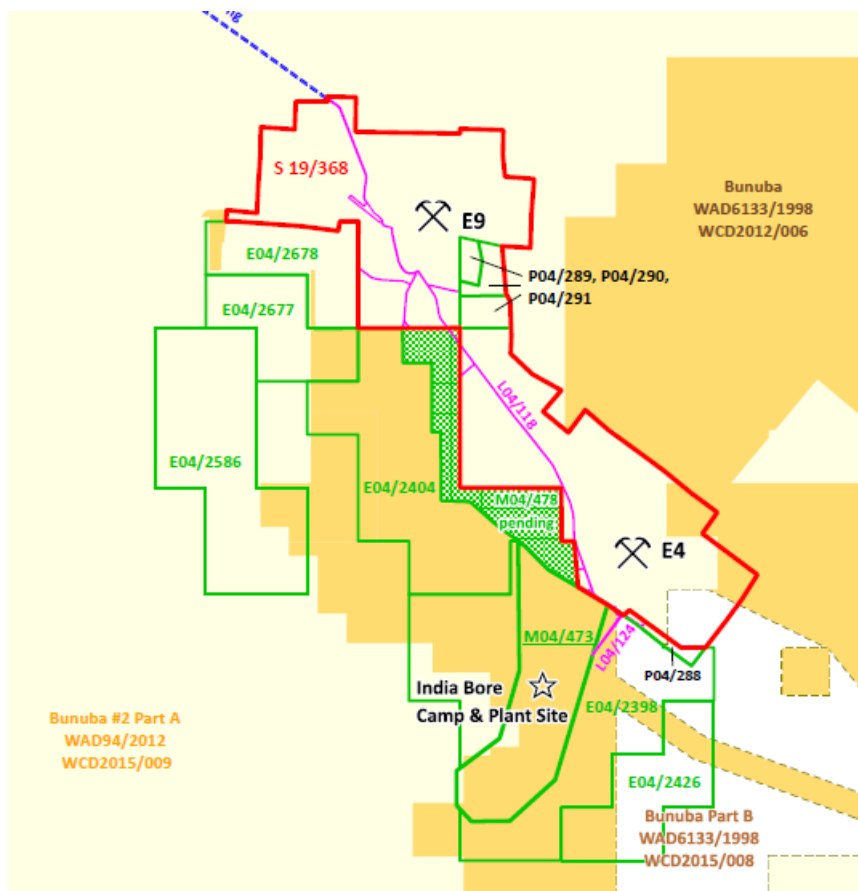 ng
S 19/368
E9
Bunuba
WAD6133/1998
WCD2012/006
E04/2678
P04/289, P04/290,
P04/291
E04/2677
L04/118
E04/2586
E04/2404
M04/478
pending
E4
M04/473
L04/124
P04/288
India Bore
Camp & Plant Site
E04/2398
Bunuba #2 Part A
WAD94/2012
WCD2015/009
E04/2426
Bunuba Part B
WAD6133/1998
WCD2015/008